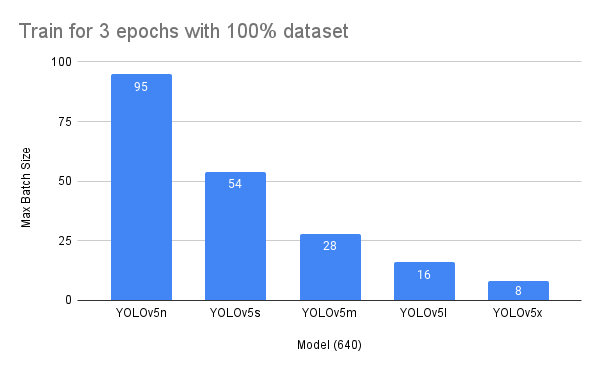 Train for 3 epochs with 100% dataset
Max Batch Size
100
75
50
25
0
95
54
28
16
8
YOLOv5n YOLOv5s YOLOv5m YOLOv5l YOLOv5x
Model (640)